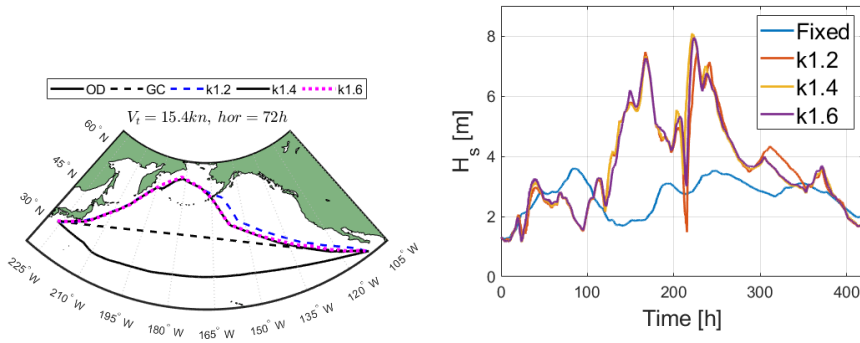 OD GC k1.2 k1.4 k1.6
V_t = 15.4kn, hor = 72h
60° N
45° N
30° N
225° W
210° W
195° W
180° W
165° W
150° W
135° W
120° W
105° W
8
6
4
2
0
0 100 200 300 400
H_s [m]
Time [h]
Fixed
k1.2
k1.4
k1.6